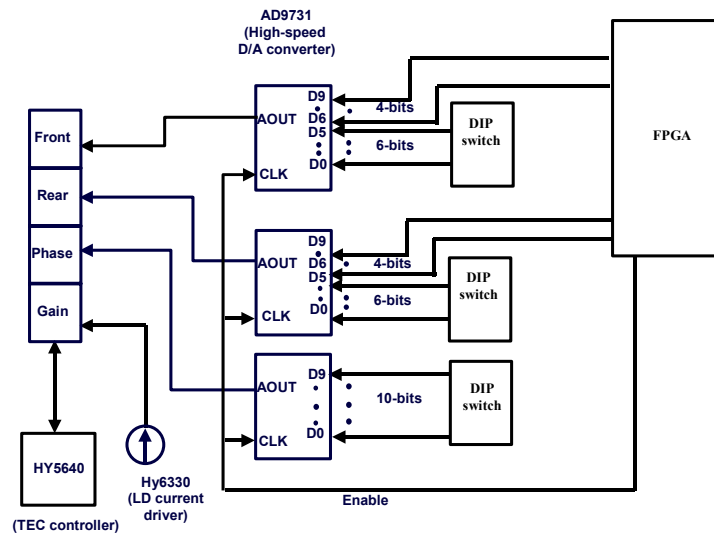 AD9731
(High-speed
D/A converter)
D9
D6
D5
D0
AOUT
CLK
4-bits
6-bits
DIP
switch
FPGA
Front
Rear
Phase
Gain
D9
D6
D5
D0
AOUT
CLK
4-bits
6-bits
DIP
switch
D9
D0
AOUT
CLK
10-bits
DIP
switch
HY5640
(TEC controller)
Hy6330
(LD current
driver)
Enable